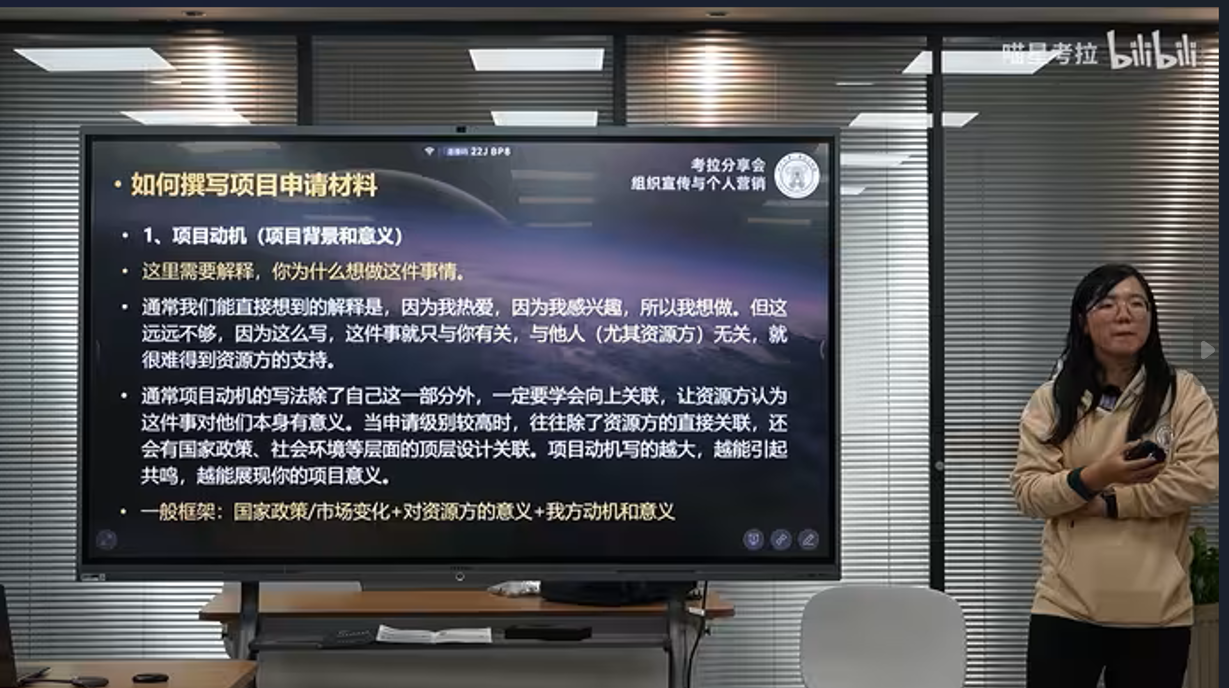 喵星考拉 bilibili
22J BP8
考拉分享会
组织宣传与个人营销
• 如何撰写项目申请材料
• 1、项目动机（项目背景和意义）
• 这里需要解释，你为什么想做这件事情。
• 通常我们能直接想到的解释是，因为我热爱，因为我感兴趣，所以我想做。但这
远远不够，因为这么写，这件事就只与你有关，与他人（尤其资源方）无关，就
很难得到资源方的支持。
• 通常项目动机的写法除了自己这一部分外，一定要学会向上关联，让资源方认为
这件事对他们本身有意义。当申请级别较高时，往往除了资源方的直接关联，还
会有国家政策、社会环境等层面的顶层设计关联。项目动机写的越大，越能引起
共鸣，越能展现你的项目意义。
• 一般框架：国家政策/市场变化+对资源方的意义+我方动机和意义